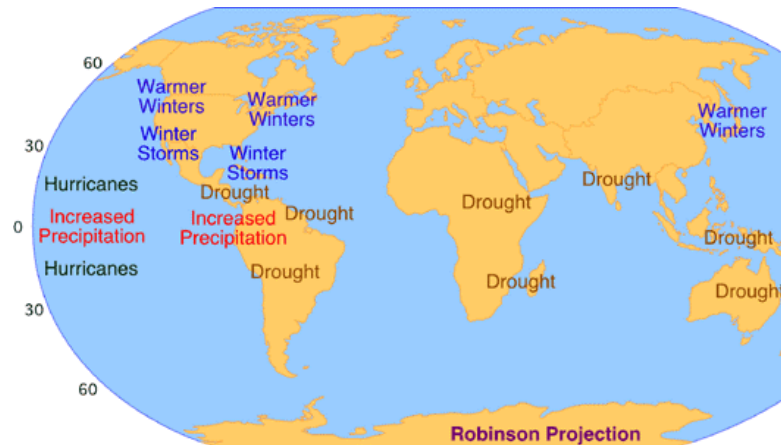 60
Warmer
Winters
Warmer
Winters
Warmer
Winters
30
Winter
Storms
Winter
Storms
Hurricanes
Drought
Drought
Drought
Drought
0
Increased
Precipitation
Increased
Precipitation
Drought
Hurricanes
Drought
Drought
Drought
30
60
Robinson Projection